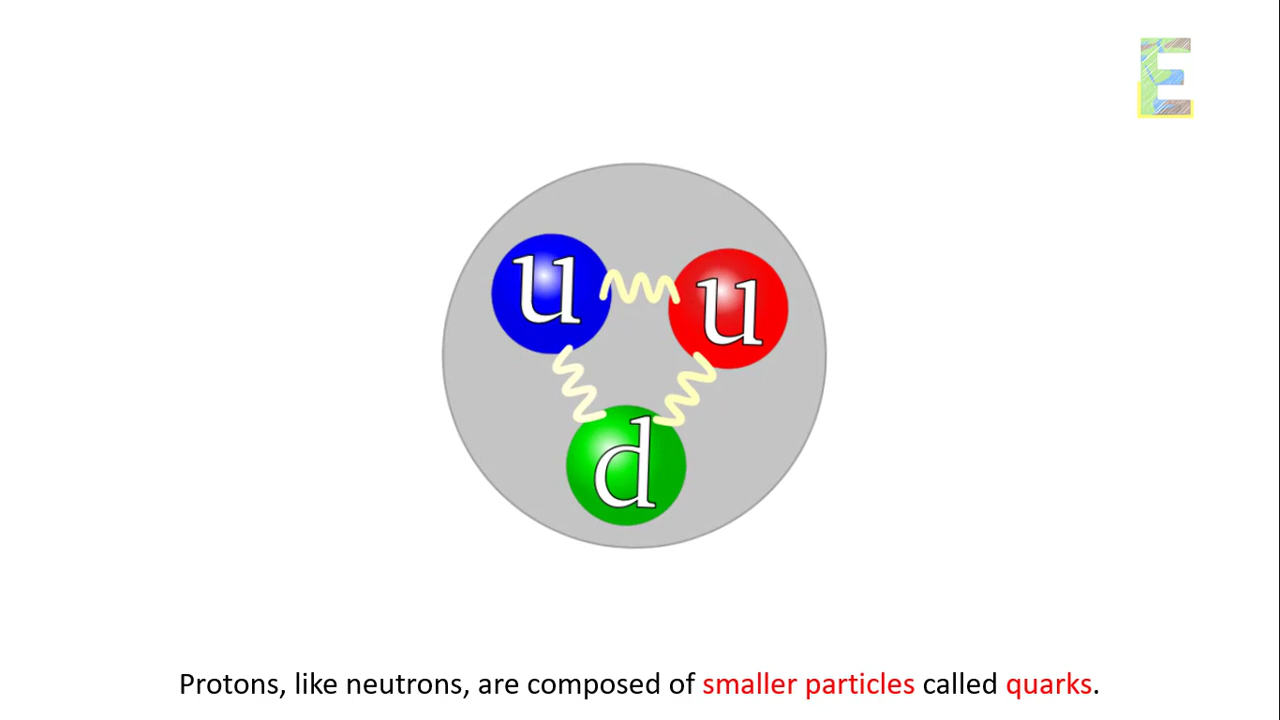 E
u
u
d
Protons, like neutrons, are composed of smaller particles called quarks.